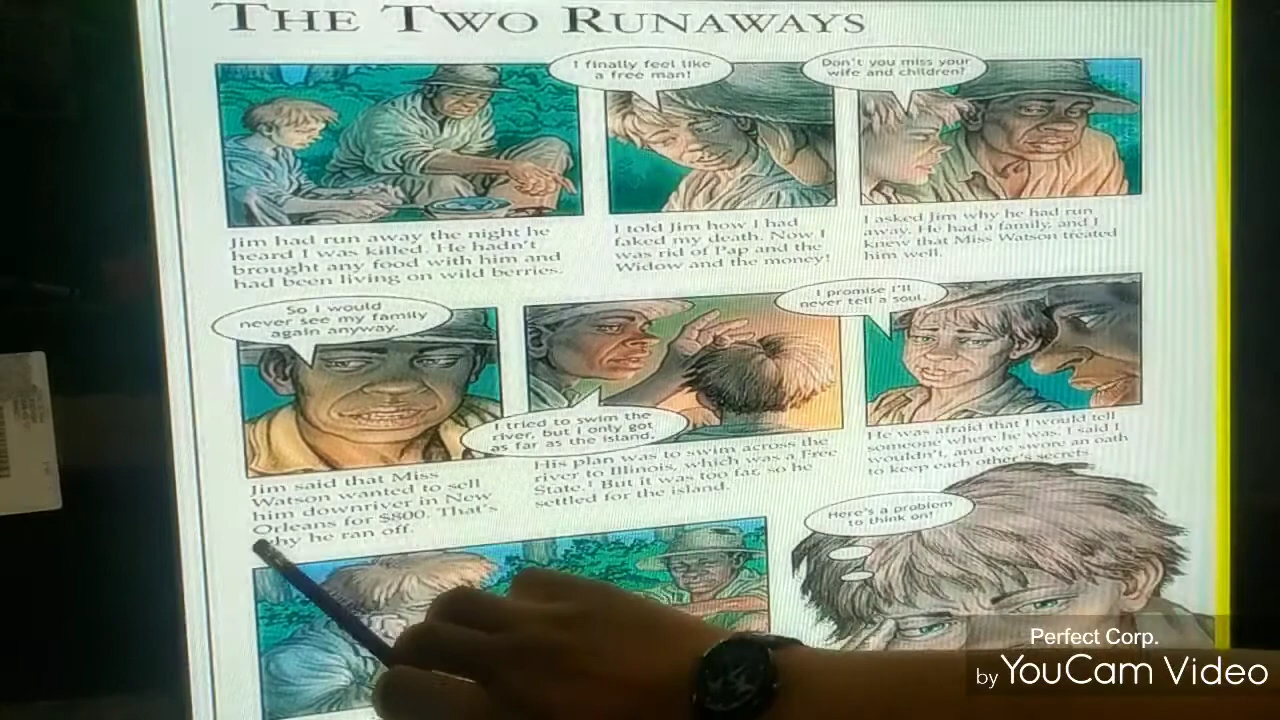 THE TWO RUNAWAYS
I finally feel like
a free man!
Don't you miss your
wife and children?
Jim had run away the night he
heard I was killed. He hadn't
brought any food with him and
had been living on wild berries.
I told Jim how I had
faked my death. Now I
was rid of Pap and the
Widow and the money!
I asked Jim why he had run
away. He had a family, and I
knew that Miss Watson treated
him well.
So I would
never see my family
again anyway.
I tried to swim the
river, but I only got
as far as the island.
I promise I'll
never tell a soul.
Jim said that Miss
Watson wanted to sell
him downriver in New
Orleans for $800. That's
why he ran off.
His plan was to swim across the
river to Illinois, which was a Free
State.! But it was too far, so he
settled for the island.
He was afraid that I would tell
someone where he was. I said I
wouldn't, and we swore an oath
to keep each other's secrets.
Here's a problem
to think on!
Perfect Corp.
by YouCam Video